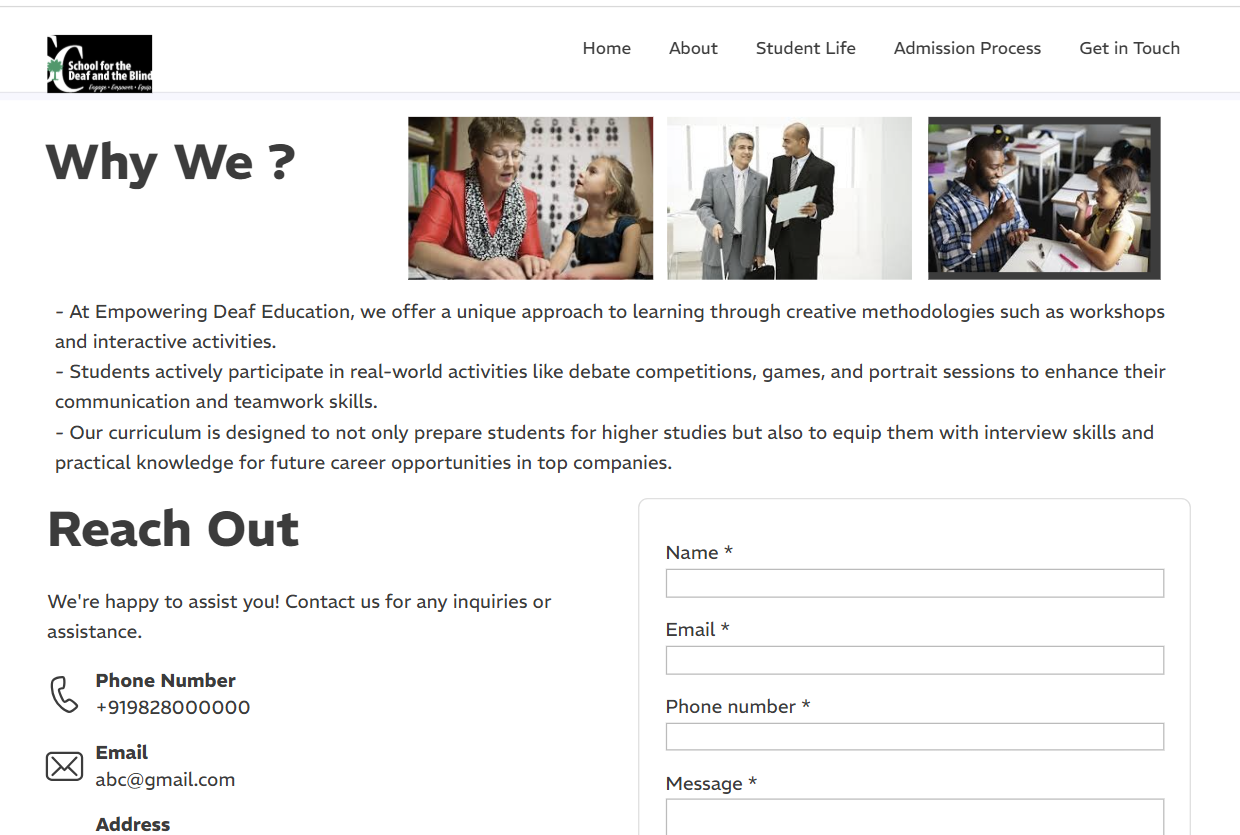 School for the
Deaf and the Blind
Engage • Empower • Equip
Home
About
Student Life
Admission Process
Get in Touch
Why We ?
C D E F G
- At Empowering Deaf Education, we offer a unique approach to learning through creative methodologies such as workshops
and interactive activities.
- Students actively participate in real-world activities like debate competitions, games, and portrait sessions to enhance their
communication and teamwork skills.
- Our curriculum is designed to not only prepare students for higher studies but also to equip them with interview skills and
practical knowledge for future career opportunities in top companies.
Reach Out
We're happy to assist you! Contact us for any inquiries or
assistance.
Phone Number
+919828000000
Email
abc@gmail.com
Address
Name *
Email *
Phone number *
Message *